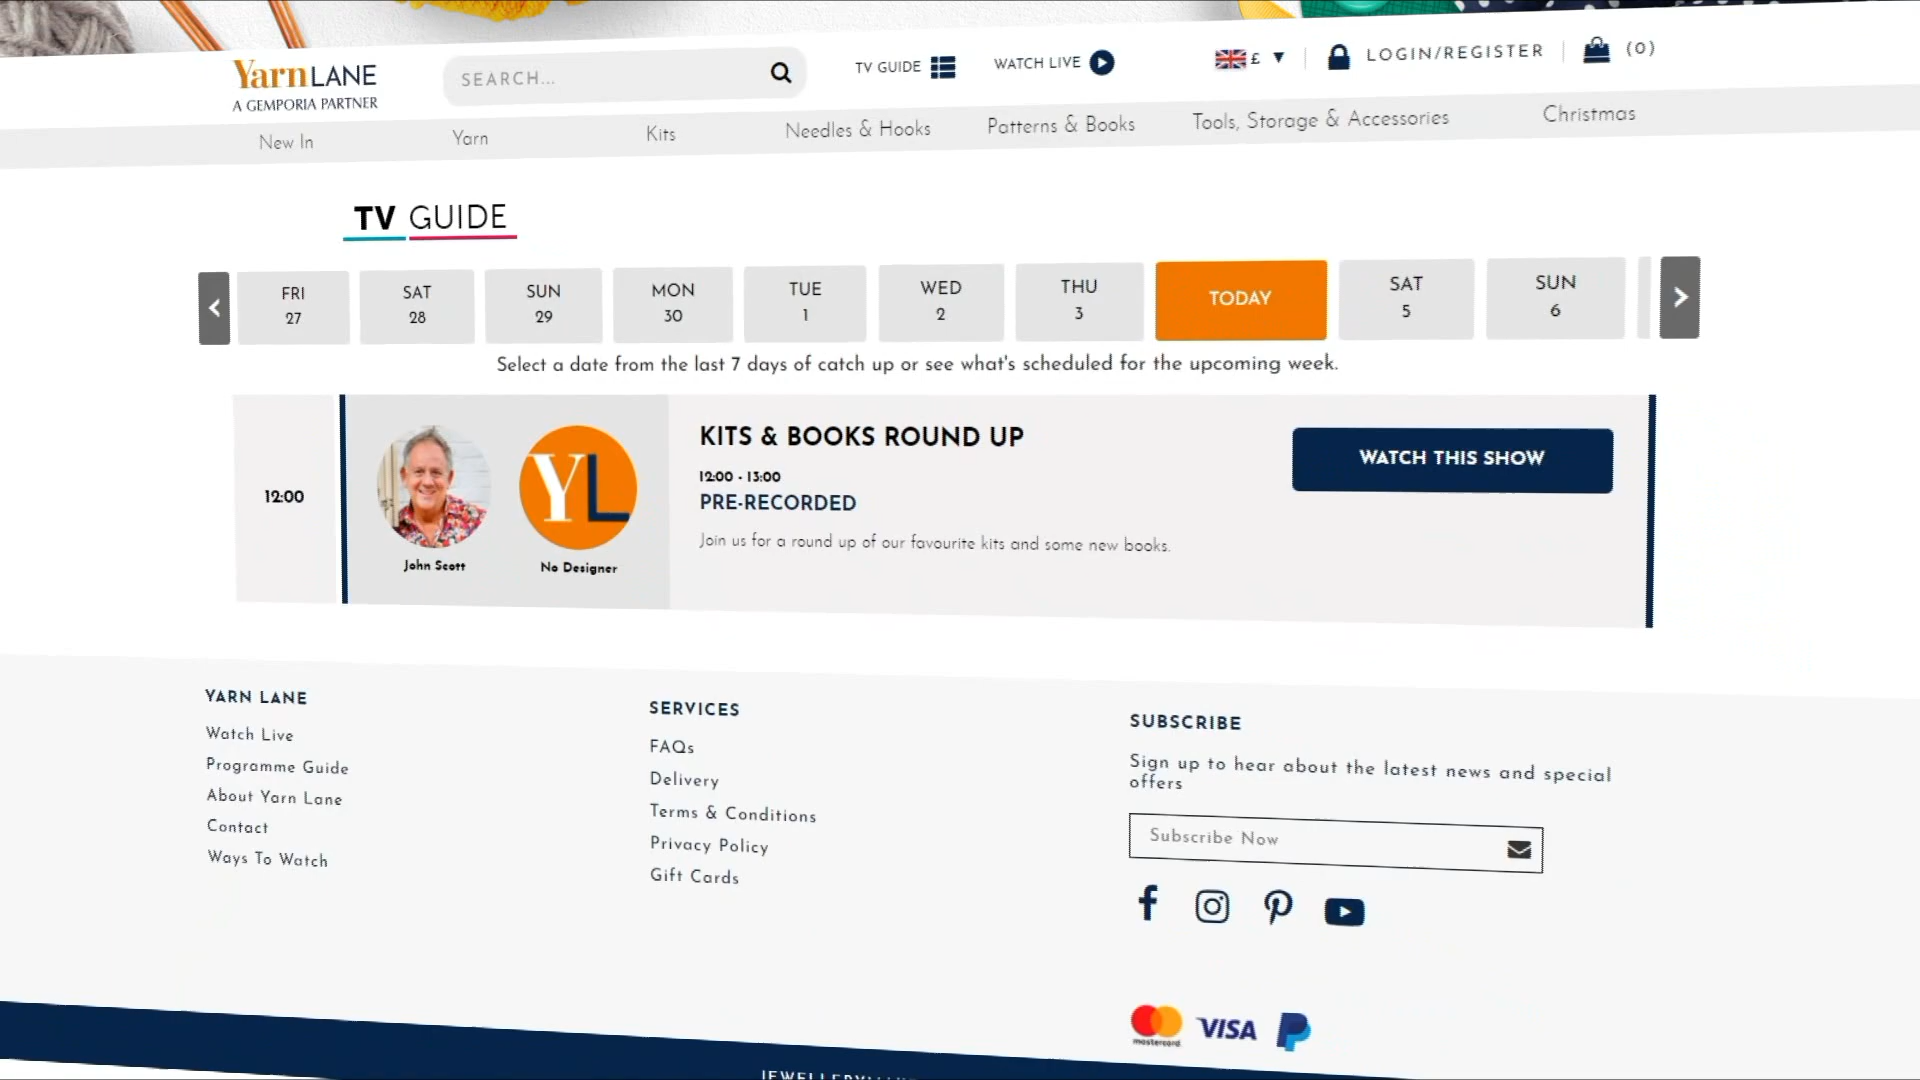 YarnLANE
A GEMPORIA PARTNER
SEARCH...
TV GUIDE
WATCH LIVE
£
LOGIN/REGISTER
(0)
New In
Yarn
Kits
Needles & Hooks
Patterns & Books
Tools, Storage & Accessories
Christmas
TV GUIDE
FRI
27
SAT
28
SUN
29
MON
30
TUE
1
WED
2
THU
3
TODAY
SAT
5
SUN
6
Select a date from the last 7 days of catch up or see what's scheduled for the upcoming week.
12:00
YL
John Scott
No Designer
KITS & BOOKS ROUND UP
12:00 - 13:00
PRE-RECORDED
Join us for a round up of our favourite kits and some new books.
WATCH THIS SHOW
YARN LANE
Watch Live
Programme Guide
About Yarn Lane
Contact
Ways To Watch
SERVICES
FAQs
Delivery
Terms & Conditions
Privacy Policy
Gift Cards
SUBSCRIBE
Sign up to hear about the latest news and special
offers
Subscribe Now
mastercard
VISA